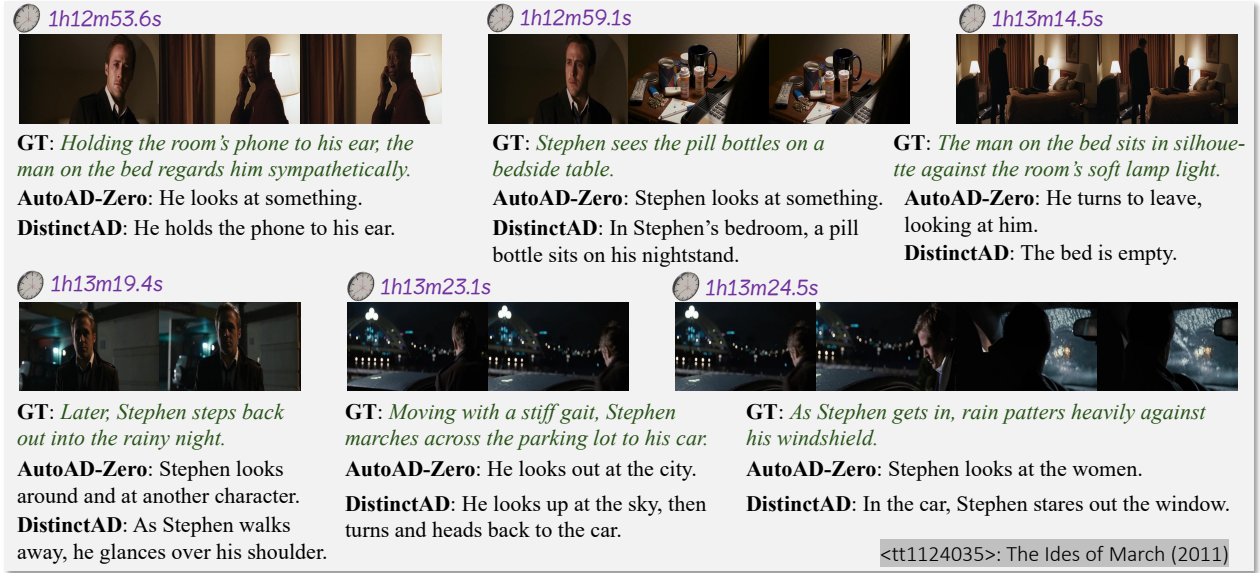 1h12m53.6s
GT: Holding the room's phone to his ear, the
man on the bed regards him sympathetically.
AutoAD-Zero: He looks at something.
DistinctAD: He holds the phone to his ear.
1h12m59.1s
GT: Stephen sees the pill bottles on a
bedside table.
AutoAD-Zero: Stephen looks at something.
DistinctAD: In Stephen's bedroom, a pill
bottle sits on his nightstand.
1h13m14.5s
GT: The man on the bed sits in silhoue-
tte against the room's soft lamp light.
AutoAD-Zero: He turns to leave,
looking at him.
DistinctAD: The bed is empty.
1h13m19.4s
GT: Later, Stephen steps back
out into the rainy night.
AutoAD-Zero: Stephen looks
around and at another character.
DistinctAD: As Stephen walks
away, he glances over his shoulder.
1h13m23.1s
GT: Moving with a stiff gait, Stephen
marches across the parking lot to his car.
AutoAD-Zero: He looks out at the city.
DistinctAD: He looks up at the sky, then
turns and heads back to the car.
1h13m24.5s
GT: As Stephen gets in, rain patters heavily against
his windshield.
AutoAD-Zero: Stephen looks at the women.
DistinctAD: In the car, Stephen stares out the window.
<tt1124035>: The Ides of March (2011)